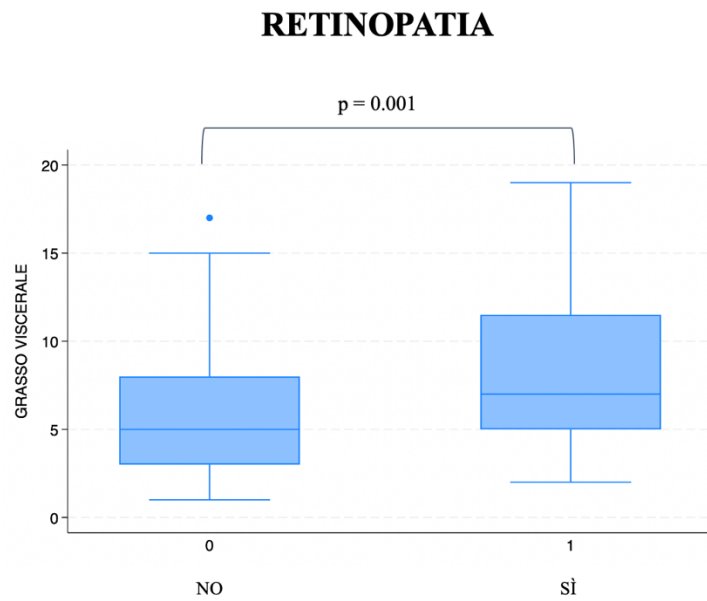 RETINOPATIA
p = 0.001
20
15
10
5
0
GRASSO VISCERALE
0 1
NO SÌ